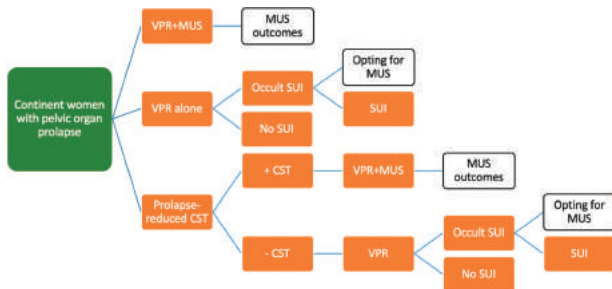 VPR+MUS
MUS
outcomes
Continent women
with pelvic organ
prolapse
VPR alone
Occult SUI
Opting for
MUS
SUI
No SUI
Prolapse-
reduced CST
+ CST
VPR+MUS
MUS
outcomes
- CST
VPR
Occult SUI
Opting for
MUS
SUI
No SUI